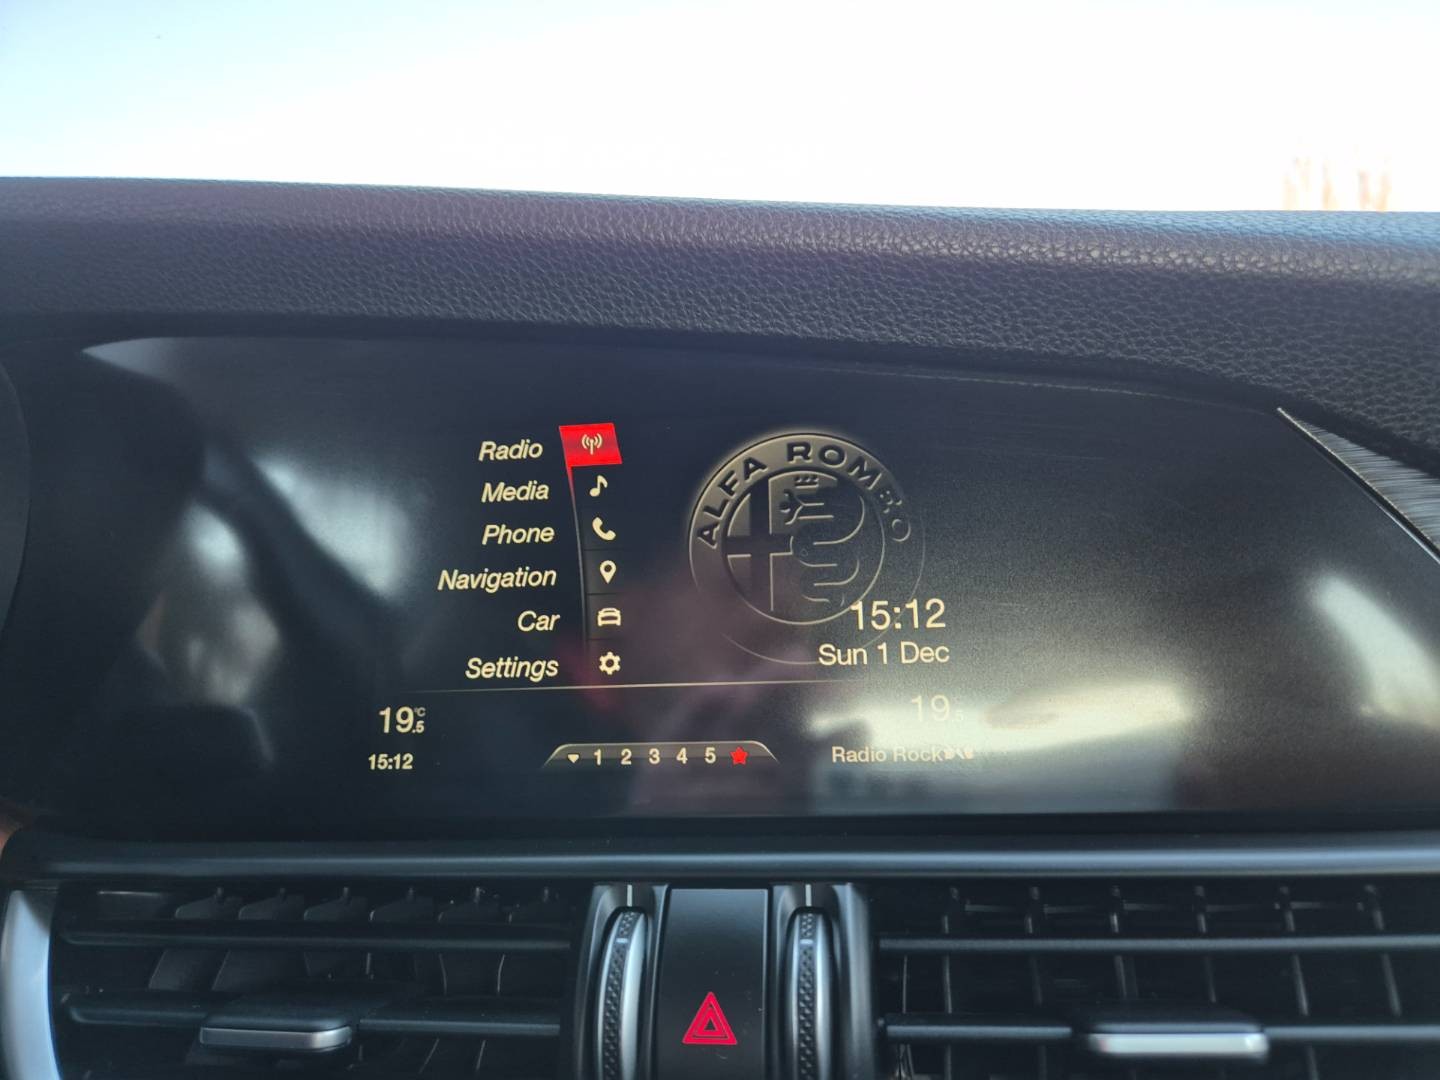 Radio
Media
Phone
Navigation
Car
Settings
ALFA ROMEO
15:12
Sun 1 Dec
19.5°C
15:12
1 2 3 4 5
19.5
Radio Rock